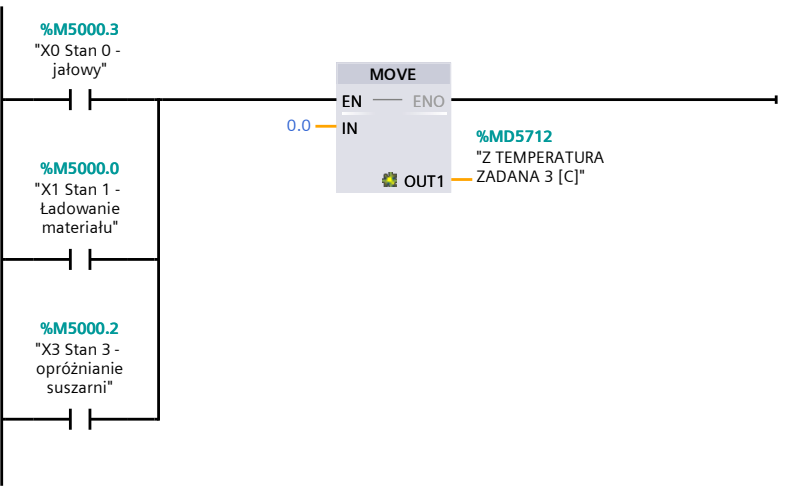 %M5000.3
"X0 Stan 0 -
jałowy"
MOVE
EN
ENO
0.0
IN
%MD5712
"Z TEMPERATURA
ZADANA 3 [C]"
OUT1
%M5000.0
"X1 Stan 1 -
Ładowanie
materiału"
%M5000.2
"X3 Stan 3 -
opróżnianie
suszarni"